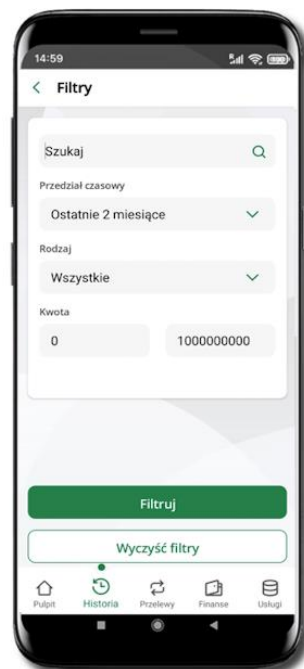 14:59
Filtry
Szukaj
Przedział czasowy
Ostatnie 2 miesiące
Rodzaj
Wszystkie
Kwota
0 1000000000
Filtruj
Wyczyść filtry
Pulpit Historia Przelewy Finanse Usługi